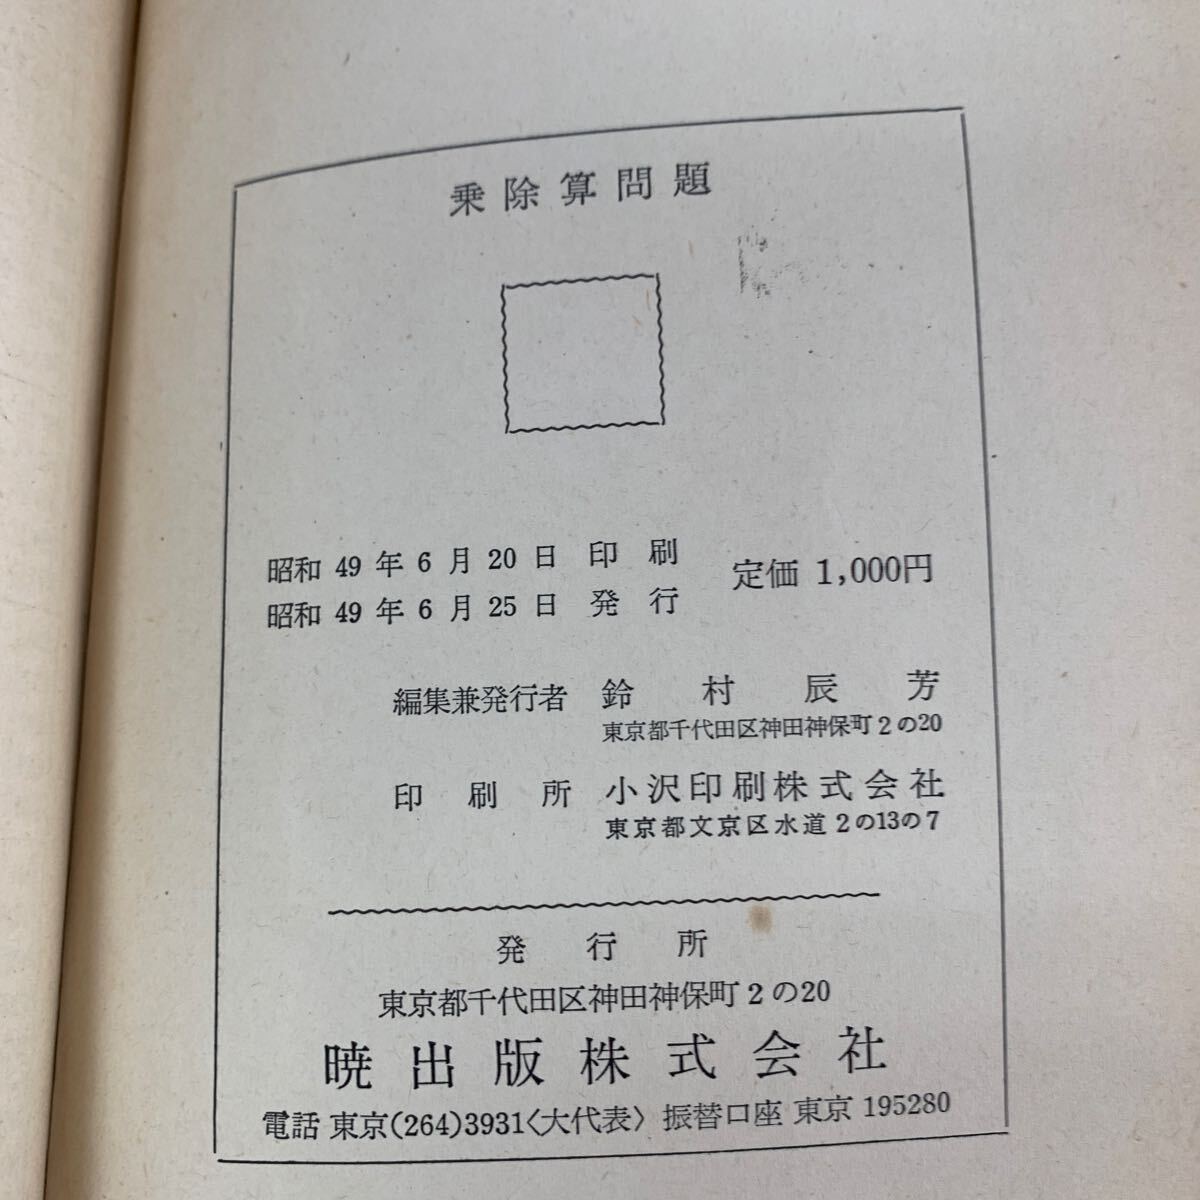 乗除算問題
昭和 49 年 6 月 20 日 印刷
昭和 49 年 6 月 25 日 発行
定価 1,000円
編集兼発行者 鈴村辰芳
東京都千代田区神田神保町 2 の20
印刷所 小沢印刷株式会社
東京都文京区水道 2 の13の 7
発行所
東京都千代田区神田神保町 2 の20
暁出版株式会社
電話 東京(264)3931〈大代表〉 振替口座 東京 195280